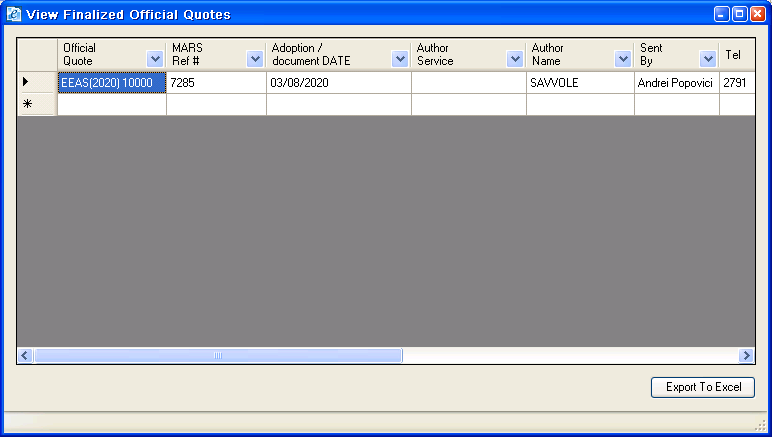 View Finalized Official Quotes
Official Quote MARS Ref # Adoption / document DATE Author Service Author Name Sent By Tel
EEAS(2020) 10000 7285 03/08/2020 SAVVOLE Andrei Popovici 2791
Export To Excel